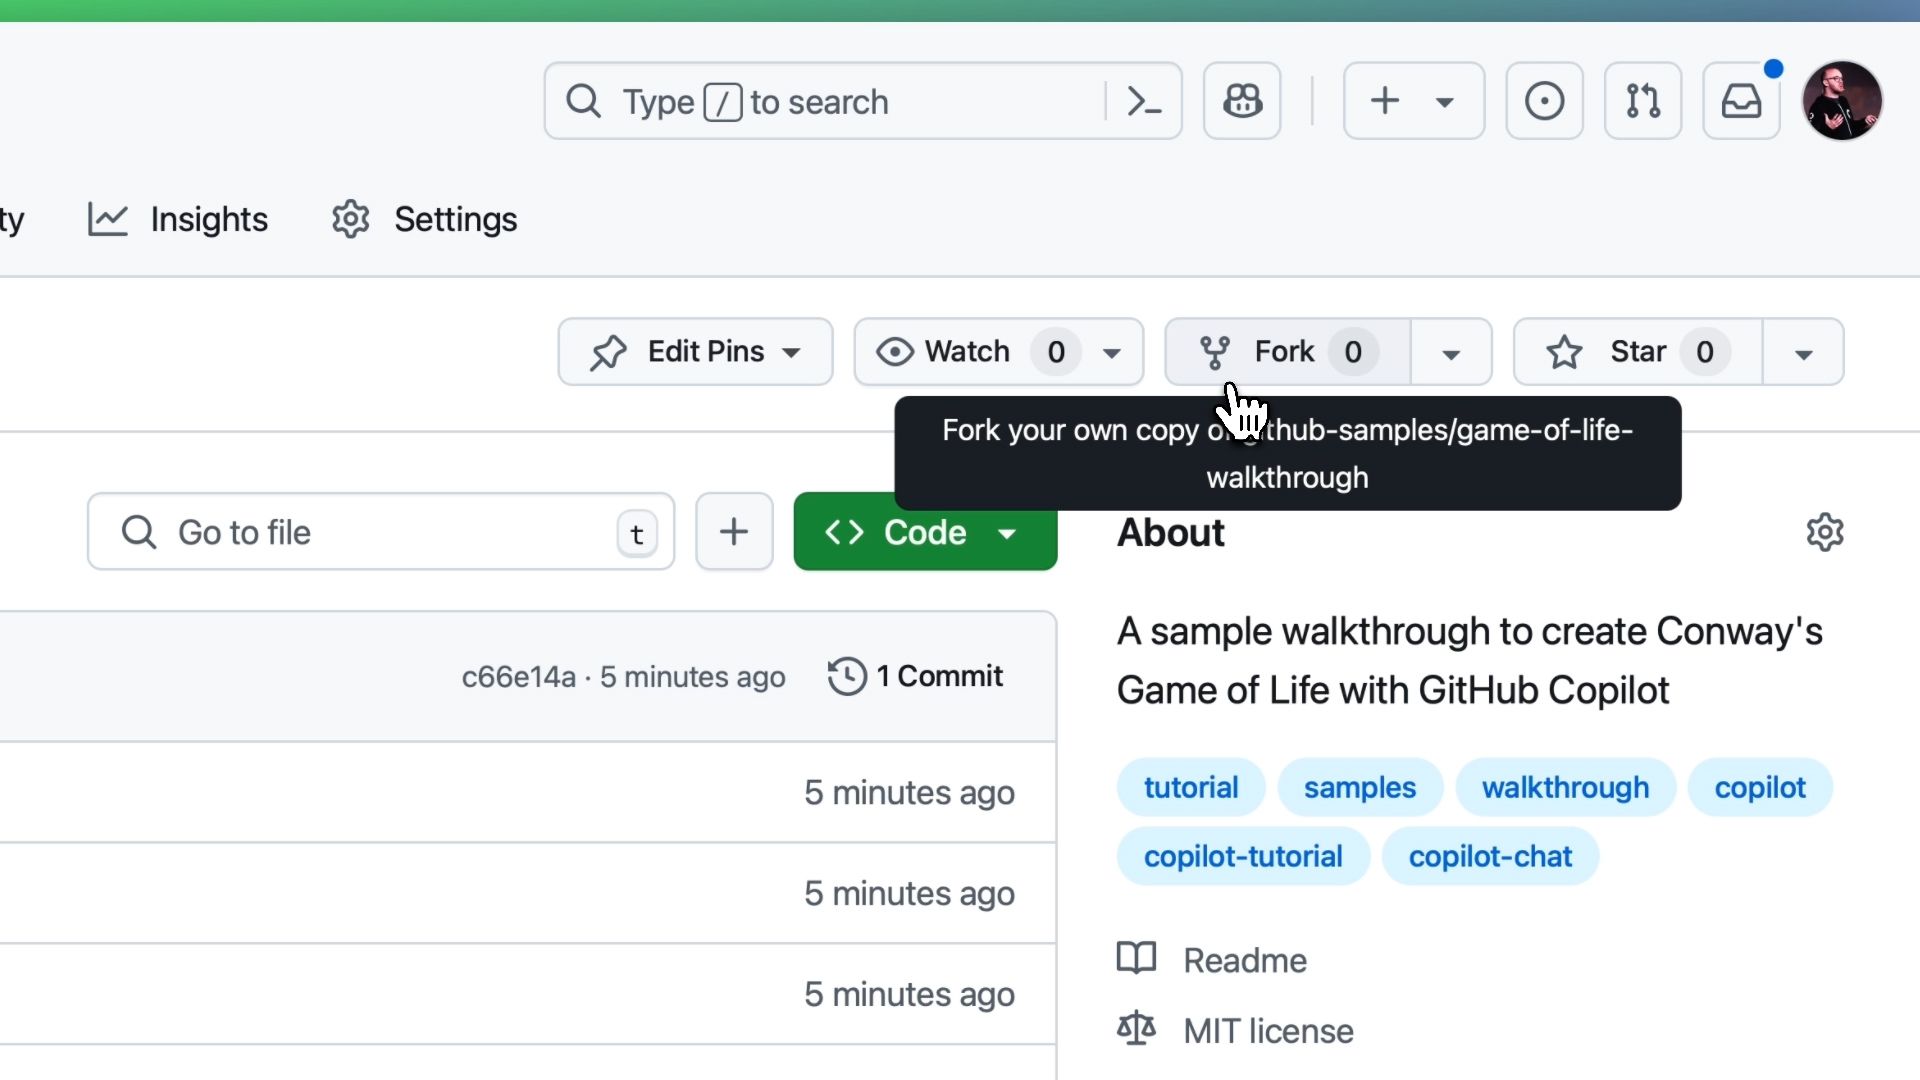 Type / to search
ty Insights Settings
Edit Pins Watch 0 Fork 0 Star 0
Fork your own copy github-samples/game-of-life-
walkthrough
Go to file t Code
About
A sample walkthrough to create Conway's
Game of Life with GitHub Copilot
c66e14a · 5 minutes ago 1 Commit
5 minutes ago
5 minutes ago
5 minutes ago
tutorial samples walkthrough copilot
copilot-tutorial copilot-chat
Readme
MIT license